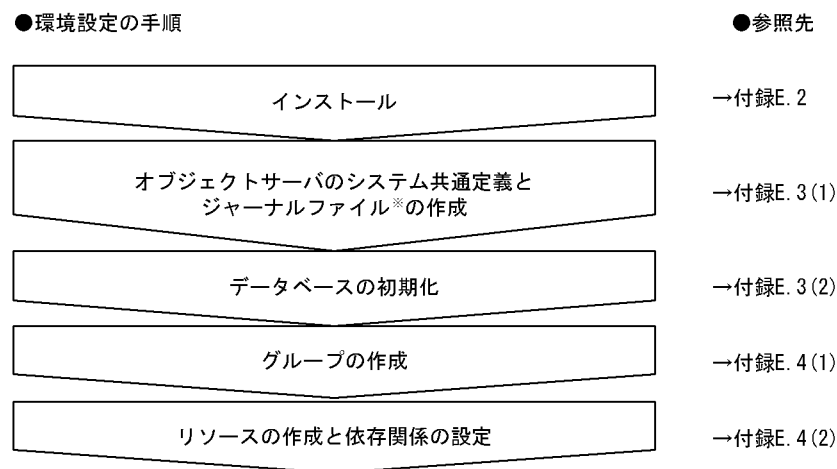 ●環境設定の手順 ●参照先
インストール →付録E.2
オブジェクトサーバのシステム共通定義と
ジャーナルファイル※の作成 →付録E.3(1)
データベースの初期化 →付録E.3(2)
グループの作成 →付録E.4(1)
リソースの作成と依存関係の設定 →付録E.4(2)